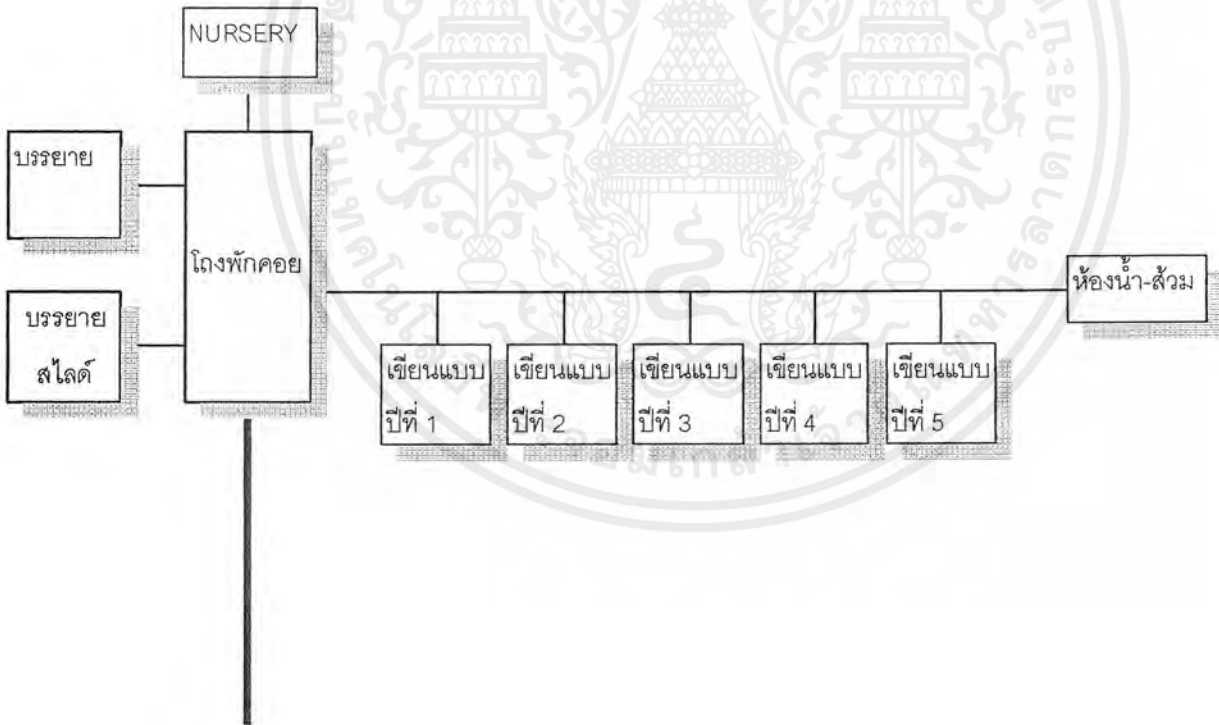 NURSERY
บรรยาย
โถงพักคอย
บรรยาย
สไลด์
ห้องน้ำ-ส้วม
เขียนแบบ
ปีที่ 1
เขียนแบบ
ปีที่ 2
เขียนแบบ
ปีที่ 3
เขียนแบบ
ปีที่ 4
เขียนแบบ
ปีที่ 5